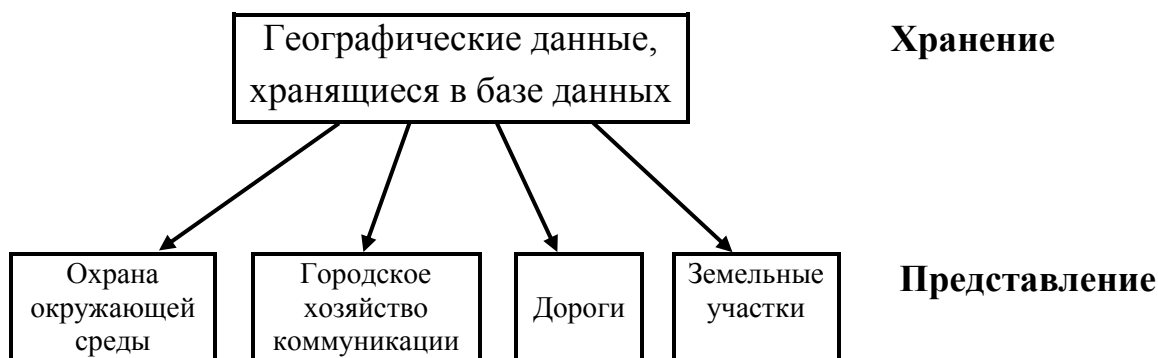 Географические данные,
хранящиеся в базе данных
Хранение
Охрана
окружающей
среды
Городское
хозяйство
коммуникации
Дороги
Земельные
участки
Представление